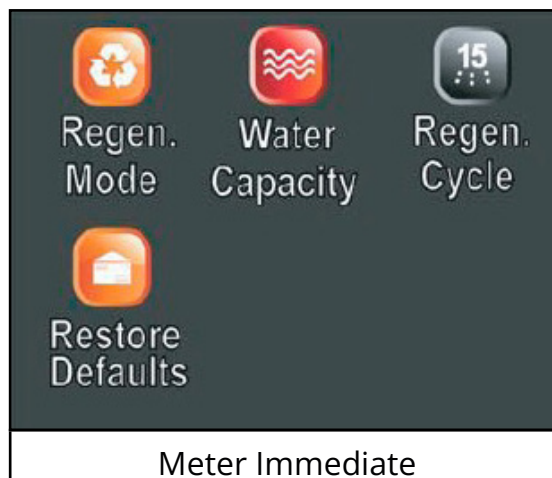 15
Regen. Mode
Water Capacity
Regen. Cycle
Restore Defaults
Meter Immediate